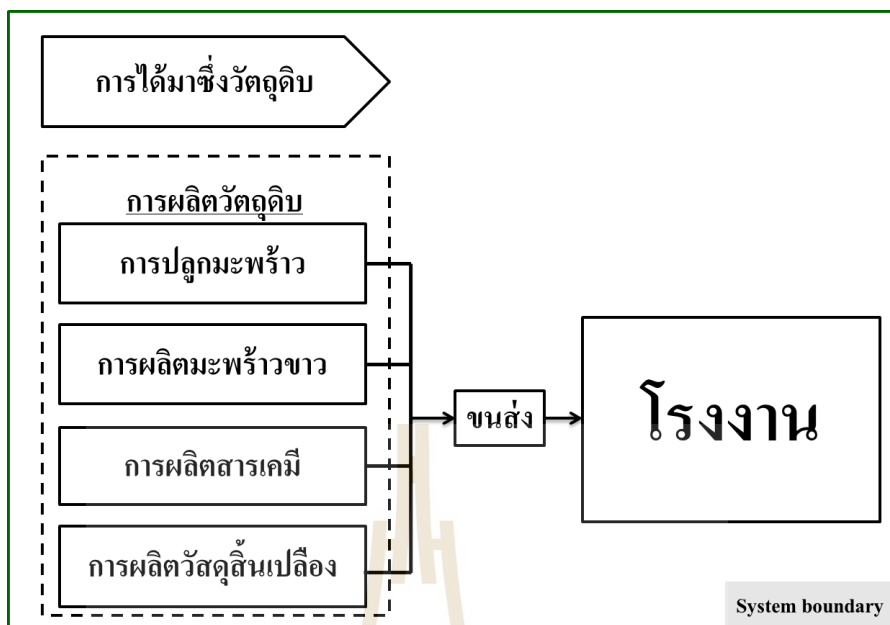 การได้มาซึ่งวัตถุดิบ
การผลิตวัตถุดิบ
การปลูกมะพร้าว
การผลิตมะพร้าวขาว
การผลิตสารเคมี
การผลิตวัสดุสิ้นเปลือง
ขนส่ง
โรงงาน
System boundary